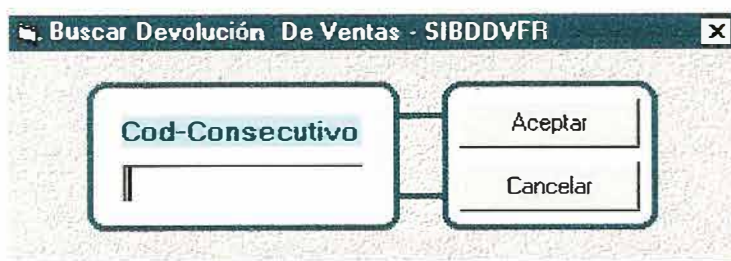 Buscar Devolución De Ventas - SIBDDVFR
Cod-Consecutivo
Aceptar
Cancelar